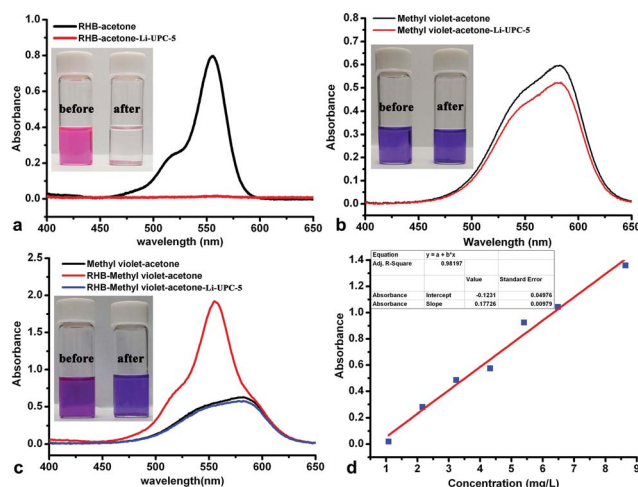 RHB-acetone
RHB-acetone-Li-UPC-5
before
after
Absorbance
0.8
0.6
0.4
0.2
0.0
400
450
500
550
600
650
wavelength (nm)
a
Methyl violet-acetone
Methyl violet-acetone-Li-UPC-5
before
after
Absorbance
0.7
0.6
0.5
0.4
0.3
0.2
0.1
0.0
400
450
500
550
600
650
Wavelength (nm)
b
Methyl violet-acetone
RHB-Methyl violet-acetone
RHB-Methyl violet-acetone-Li-UPC-5
before
after
Absorbance
2.5
2.0
1.5
1.0
0.5
0.0
400
450
500
550
600
650
wavelength(nm)
c
Equation y = a + b*x
Adj. R-Square 0.98197
Value Standard Error
Absorbance Intercept -0.1231 0.04976
Absorbance Slope 0.17726 0.00979
Absorbance
1.4
1.2
1.0
0.8
0.6
0.4
0.2
0.0
1
2
3
4
5
6
7
8
9
Concentration (mg/L)
d